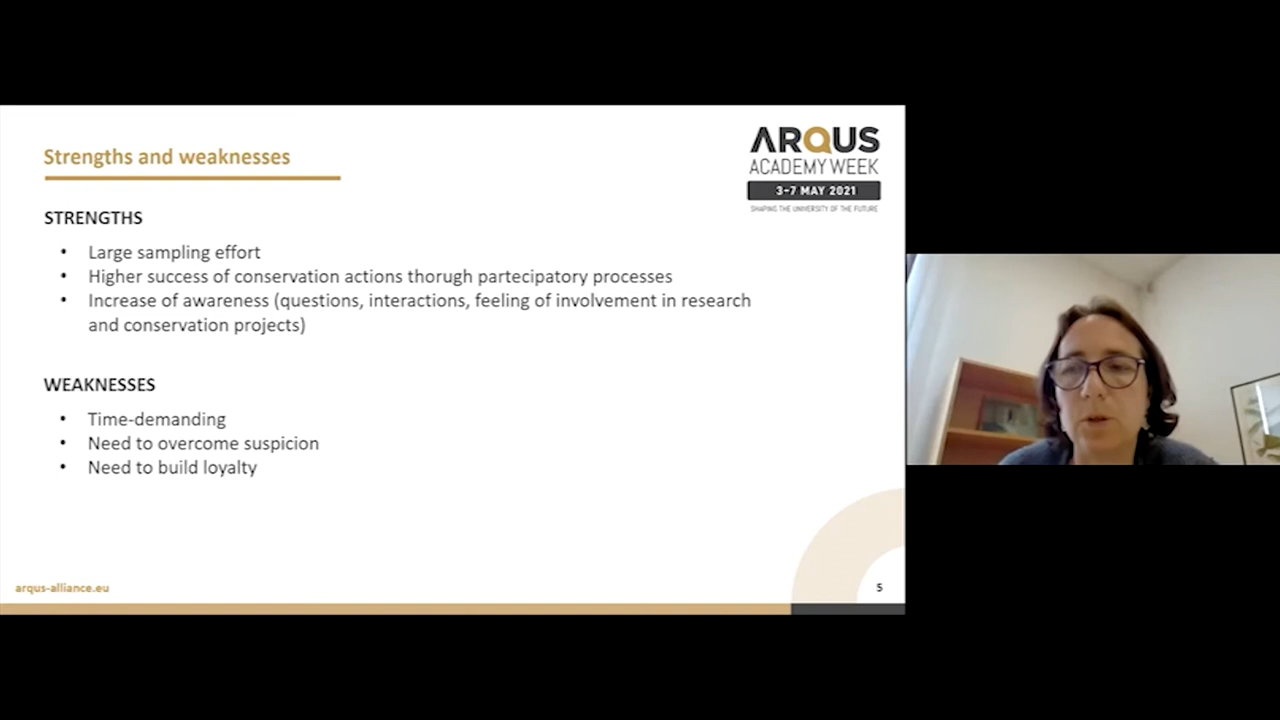 Strengths and weaknesses
ARQUS
ACADEMY WEEK
3-7 MAY 2021
SHAPING THE UNIVERSITY OF THE FUTURE
STRENGTHS
• Large sampling effort
• Higher success of conservation actions thorugh partecipatory processes
• Increase of awareness (questions, interactions, feeling of involvement in research
and conservation projects)
WEAKNESSES
• Time-demanding
• Need to overcome suspicion
• Need to build loyalty
arqus-alliance.eu
5